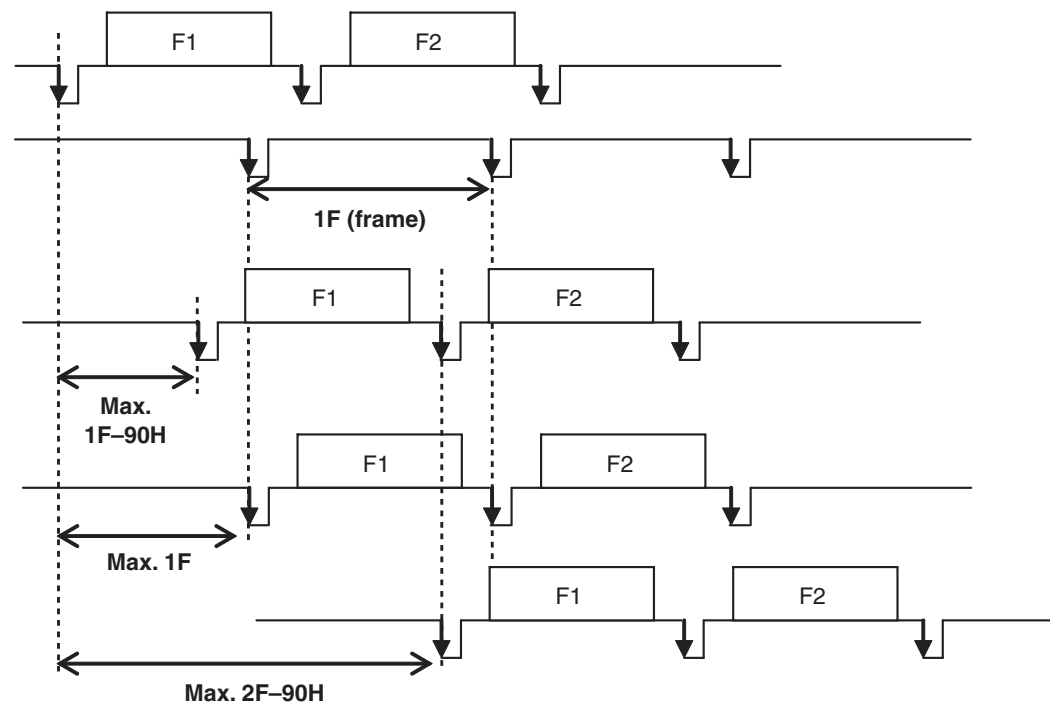 F1 F2
1F (frame)
F1 F2
Max.
1F–90H
F1 F2
Max. 1F
F1 F2
Max. 2F–90H